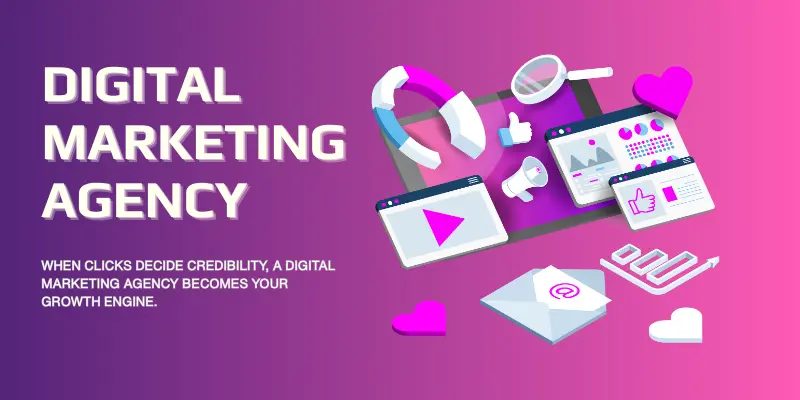 DIGITAL
MARKETING
AGENCY
WHEN CLICKS DECIDE CREDIBILITY, A DIGITAL
MARKETING AGENCY BECOMES YOUR
GROWTH ENGINE.
@